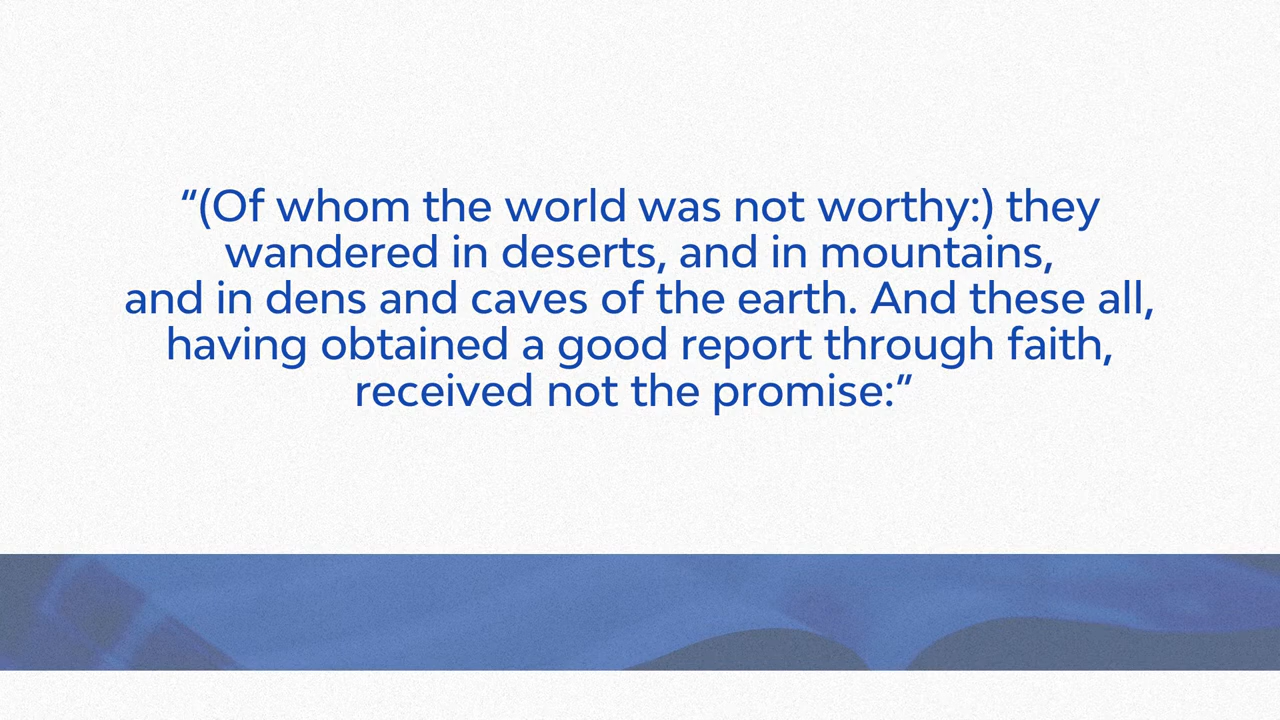 “(Of whom the world was not worthy:) they
wandered in deserts, and in mountains,
and in dens and caves of the earth. And these all,
having obtained a good report through faith,
received not the promise:”